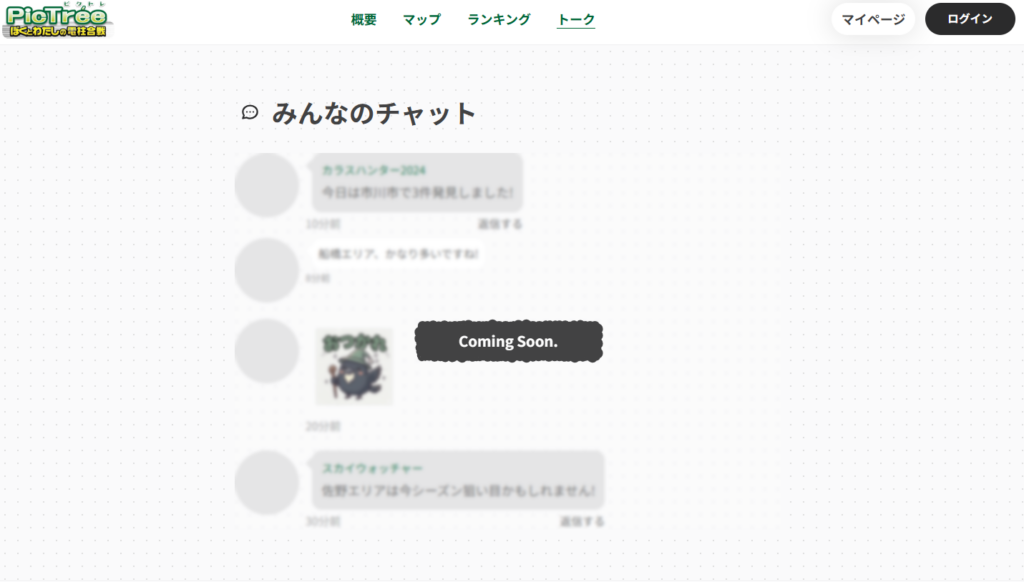 ピクトレ
PicTree
ぼくとわたしの電柱合戦
概要
マップ
ランキング
トーク
マイページ
ログイン
みんなのチャット
カラスハンター2024
今日は市川市で3件発見しました!
10分前
返信する
船橋エリア、かなり多いですね!
おつかれ
Coming Soon.
20分前
スカイウォッチャー
佐野エリアは今シーズン狙い目かもしれません!
30分前
返信する